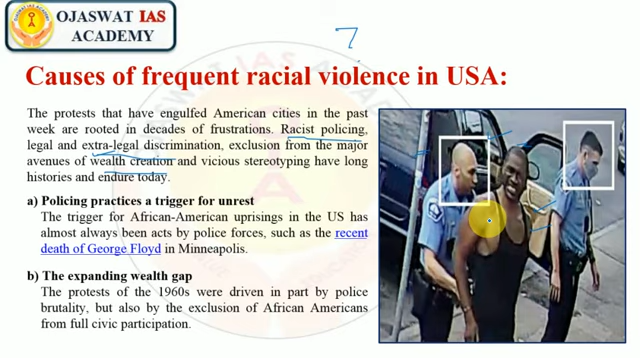 OJASWAT IAS
ACADEMY
7
Causes of frequent racial violence in USA:
The protests that have engulfed American cities in the past
week are rooted in decades of frustrations. Racist policing,
legal and extra-legal discrimination, exclusion from the major
avenues of wealth creation and vicious stereotyping have long
histories and endure today.
a) Policing practices a trigger for unrest
The trigger for African-American uprisings in the US has
almost always been acts by police forces, such as the recent
death of George Floyd in Minneapolis.
b) The expanding wealth gap
The protests of the 1960s were driven in part by police
brutality, but also by the exclusion of African Americans
from full civic participation.